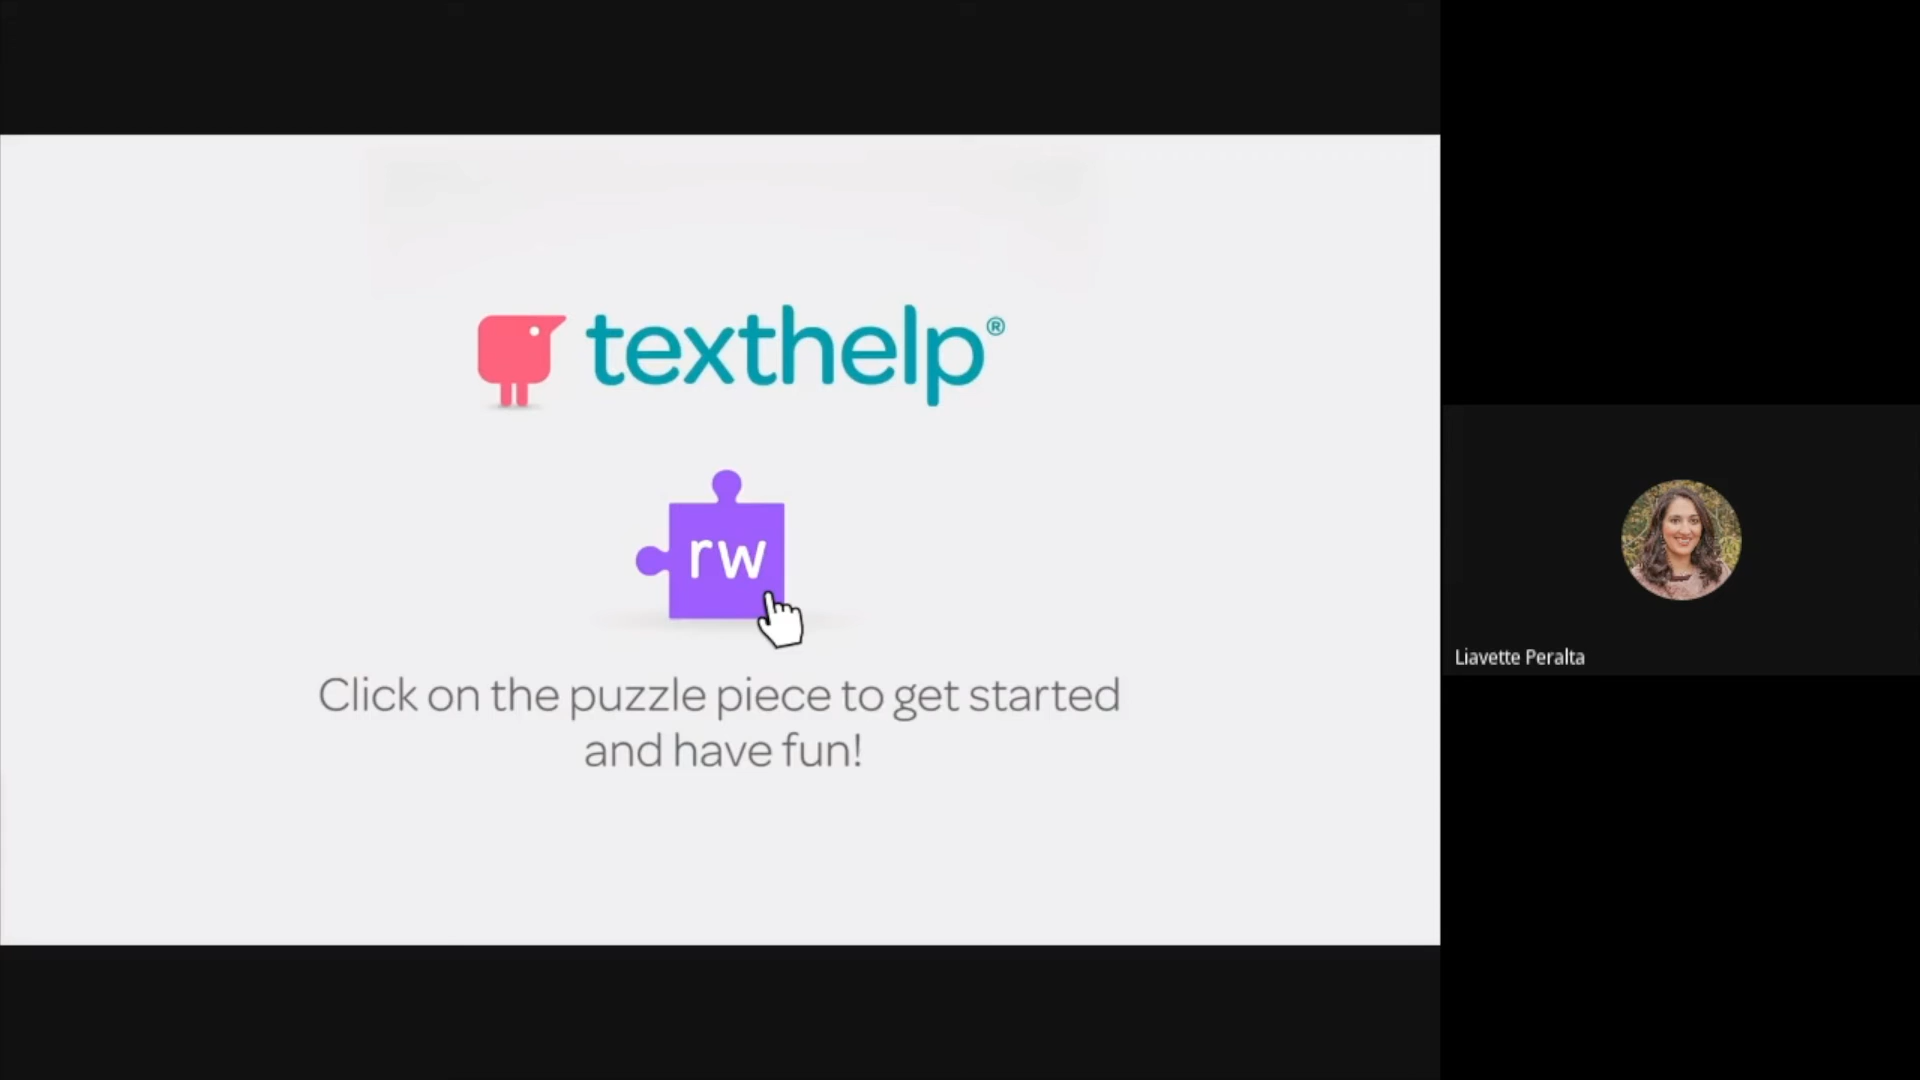 texthelp®
rw
Click on the puzzle piece to get started
and have fun!
Liavette Peralta